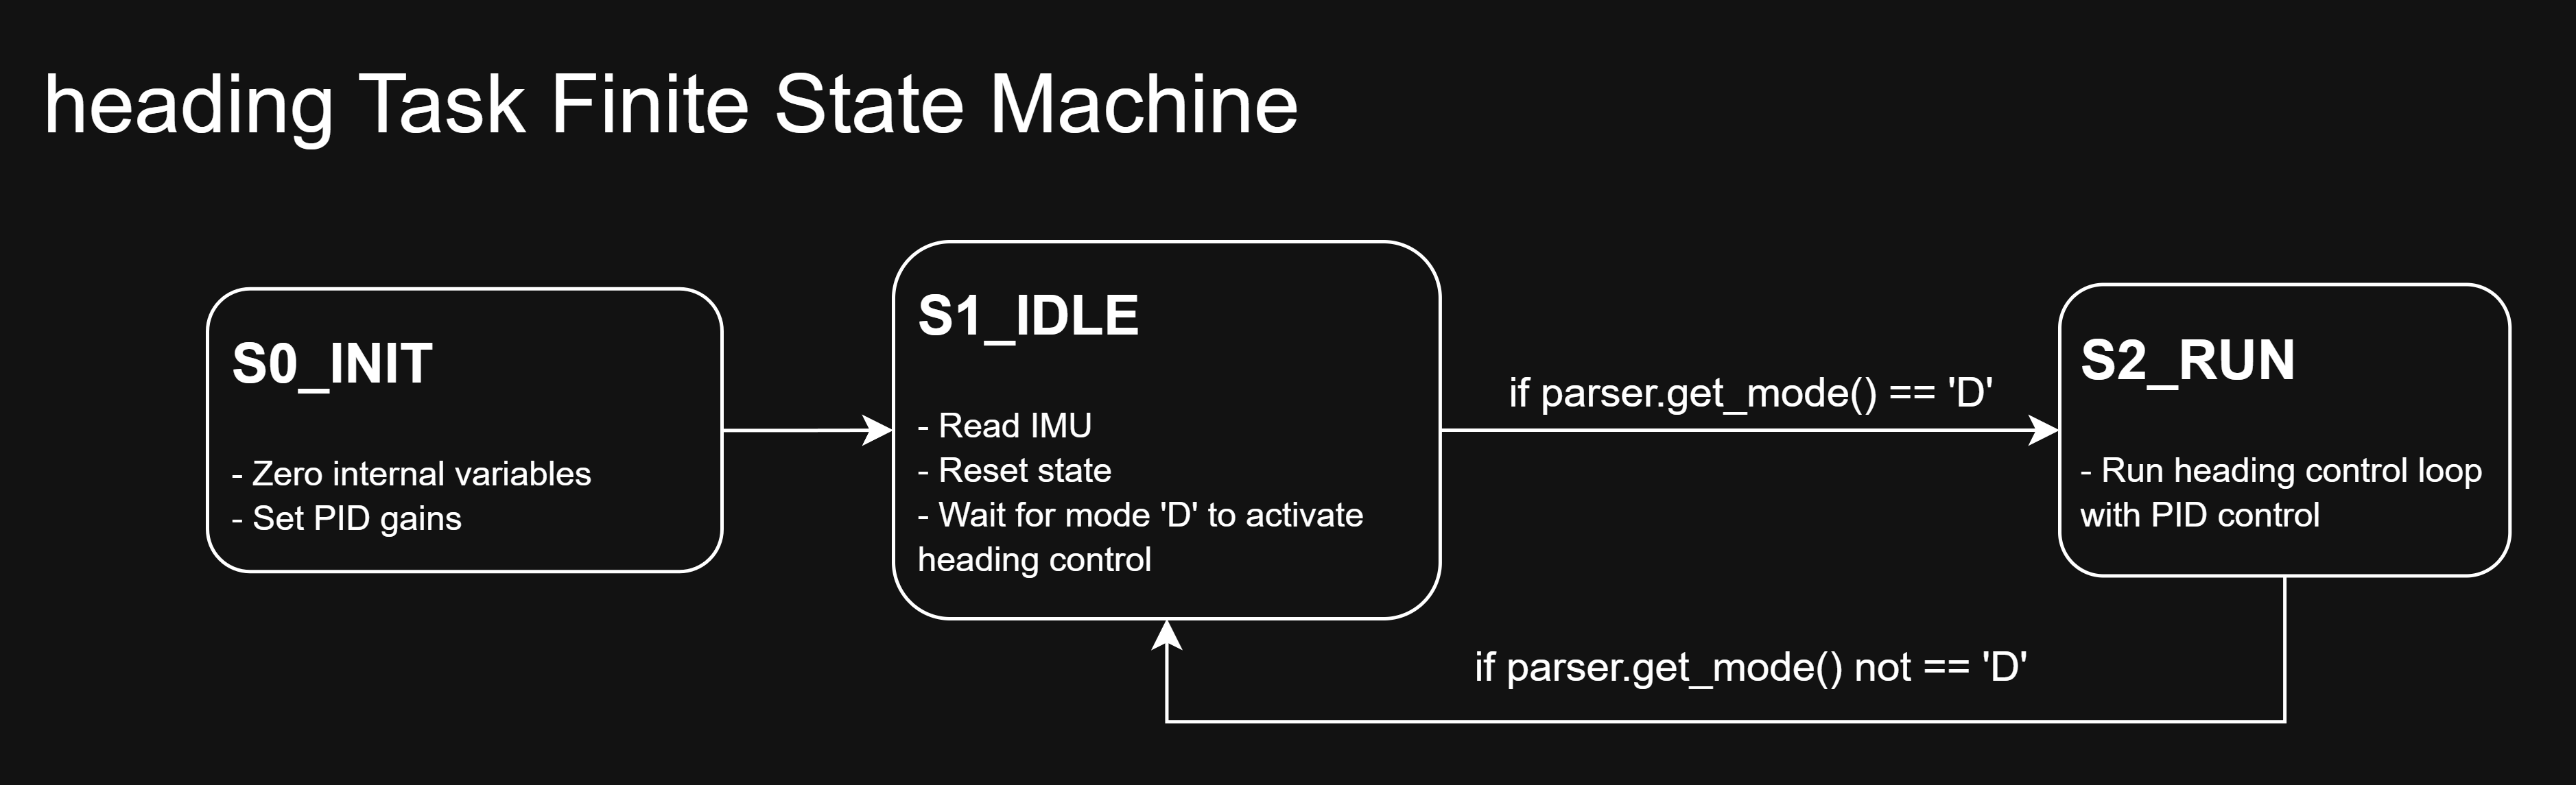 heading Task Finite State Machine
S0_INIT
- Zero internal variables
- Set PID gains
S1_IDLE
- Read IMU
- Reset state
- Wait for mode 'D' to activate
heading control
if parser.get_mode() == 'D'
S2_RUN
- Run heading control loop
with PID control
if parser.get_mode() not == 'D'